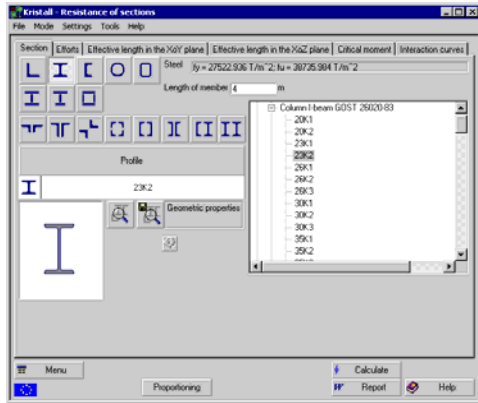 Kristall - Resistance of sections
File Mode Settings Tools Help
Section Efforts Effective length in the XoY plane Effective length in the XoZ plane Critical moment Interaction curves
Steel fy = 27522.936 T/m^2; fu = 38735.984 T/m^2
Length of member 4 m
Column I-beam GOST 26020-83
20K1
20K2
23K1
23K2
26K1
26K2
26K3
30K1
30K2
30K3
35K1
35K2
Profile
23K2
Geometric properties
Menu
Calculate
Proportioning
Report
Help